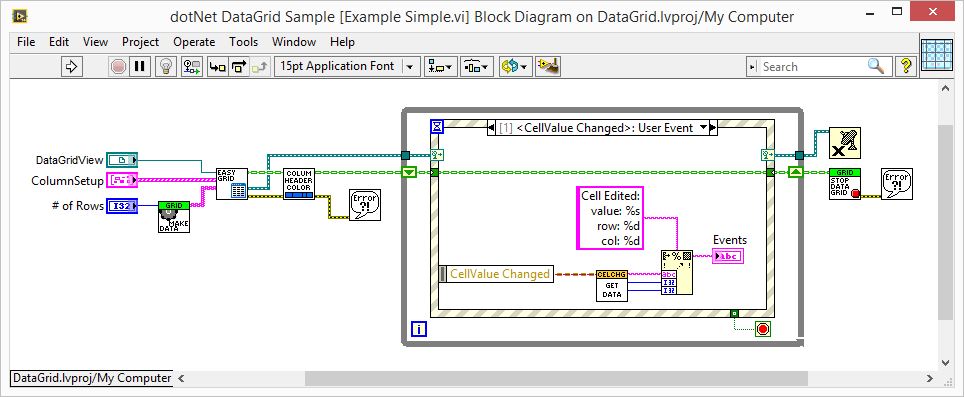 dotNet DataGrid Sample [Example Simple.vi] Block Diagram on DataGrid.lvproj/My Computer
File Edit View Project Operate Tools Window Help
15pt Application Font
Search
[1] <CellValue Changed>: User Event
DataGridView
ColumnSetup
# of Rows
I32
GRID
MAKE
DATA
EASY
GRID
COLUM
HEADER
COLOR
Error
?!
Cell Edited:
value: %s
row: %d
col: %d
Events
abc
CellValue Changed
CELCHG
GET
DATA
%
abc
I32
I32
i
GRID
STOP
DATA
GRID
Error
?!
DataGrid.lvproj/My Computer